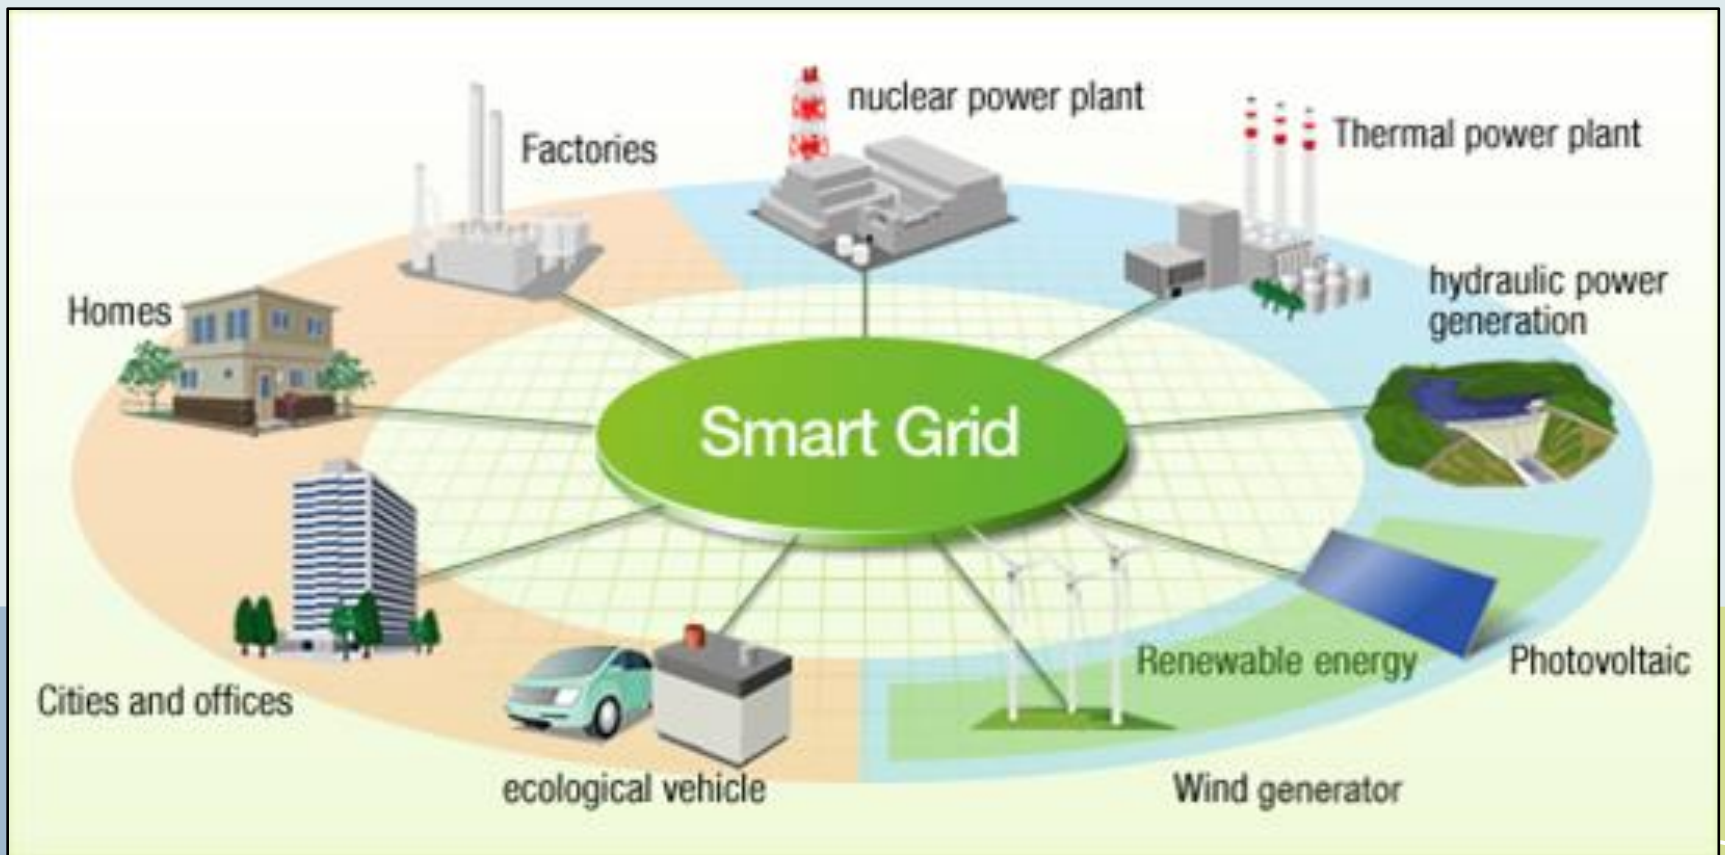 nuclear power plant
Thermal power plant
Factories
hydraulic power
generation
Homes
Smart Grid
Renewable energy
Photovoltaic
Cities and offices
ecological vehicle
Wind generator